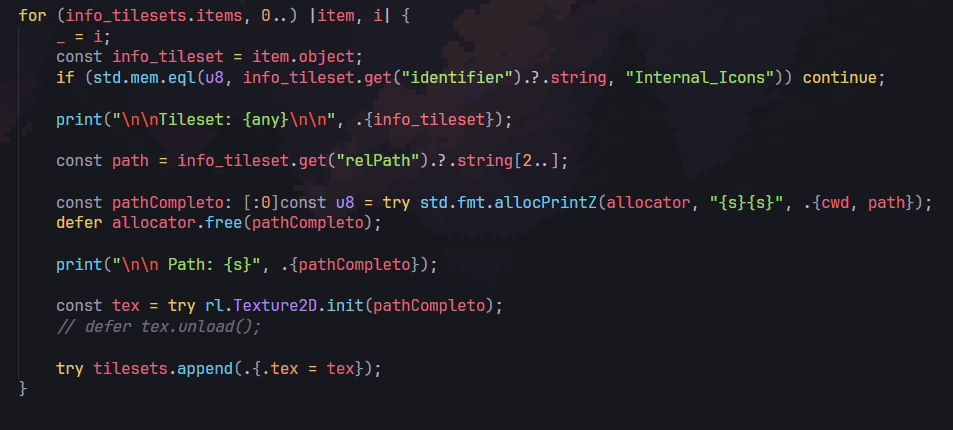 for (info_tilesets.items, 0..) |item, i| {
    _ = i;
    const info_tileset = item.object;
    if (std.mem.eql(u8, info_tileset.get("identifier").?.string, "Internal_Icons")) continue;
    print("\n\nTileset: {any}\n\n", .{info_tileset});
    const path = info_tileset.get("relPath").?.string[2..];
    const pathCompleto: [:0]const u8 = try std.fmt.allocPrintZ(allocator, "{s}{s}", .{cwd, path});
    defer allocator.free(pathCompleto);
    print("\n\n Path: {s}", .{pathCompleto});
    const tex = try rl.Texture2D.init(pathCompleto);
    // defer tex.unload();
    try tilesets.append(.{.tex = tex});
}